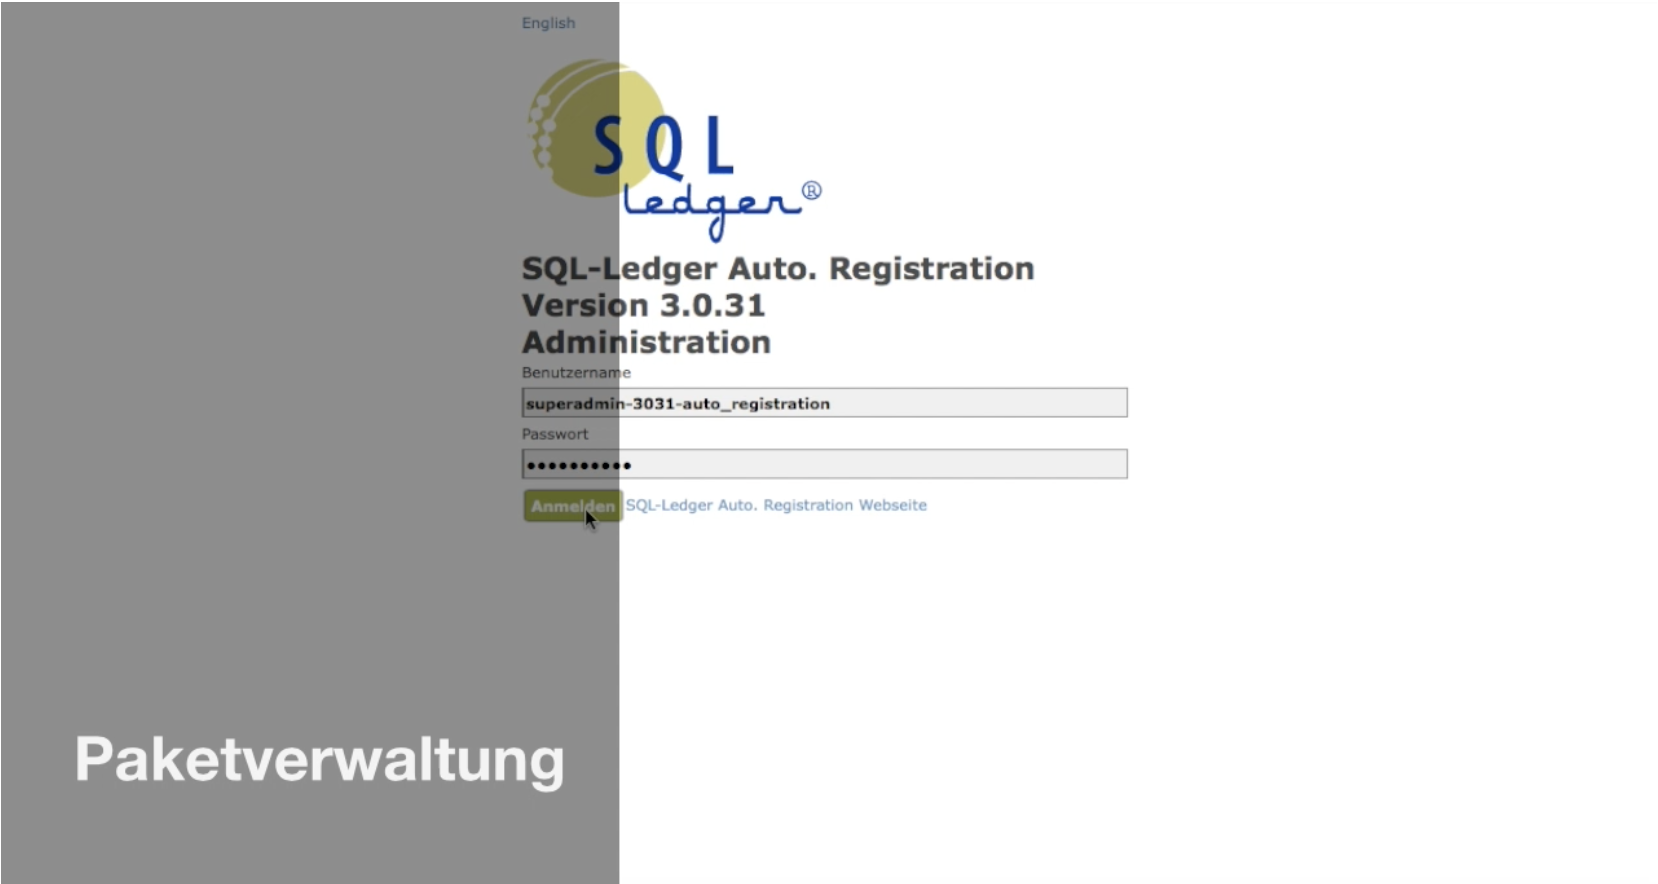 English
SQL
Ledger®
SQL-Ledger Auto. Registration
Version 3.0.31
Administration
Benutzername
superadmin-3031-auto_registration
Passwort
••••••••••
Anmelden SQL-Ledger Auto. Registration Webseite
Paketverwaltung